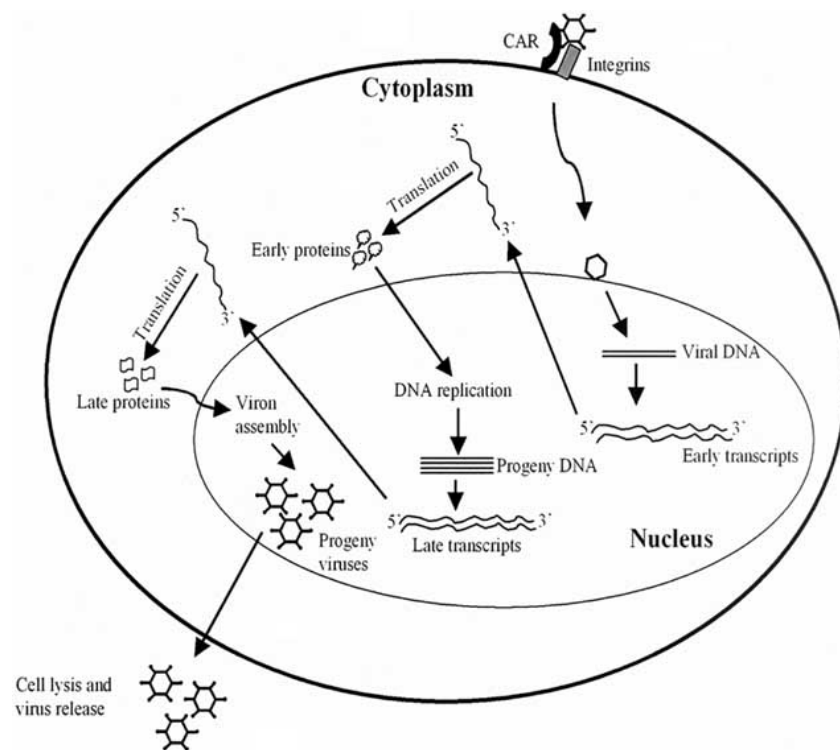 CAR
Integrins
Cytoplasm
5`
Translation
3`
Early proteins
5`
Translation
3`
Late proteins
Viral DNA
5` 3`
Early transcripts
DNA replication
Progeny DNA
5` 3`
Late transcripts
Viron
assembly
Progeny
viruses
Nucleus
Cell lysis and
virus release